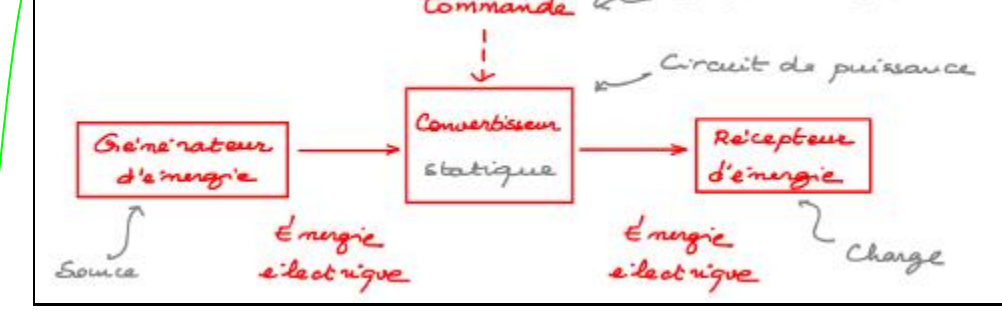 Commande
Circuit de puissance
Convertisseur
statique
Générateur
d'énergie
Récepteur
d'énergie
Énergie
électrique
Énergie
électrique
Source
Charge